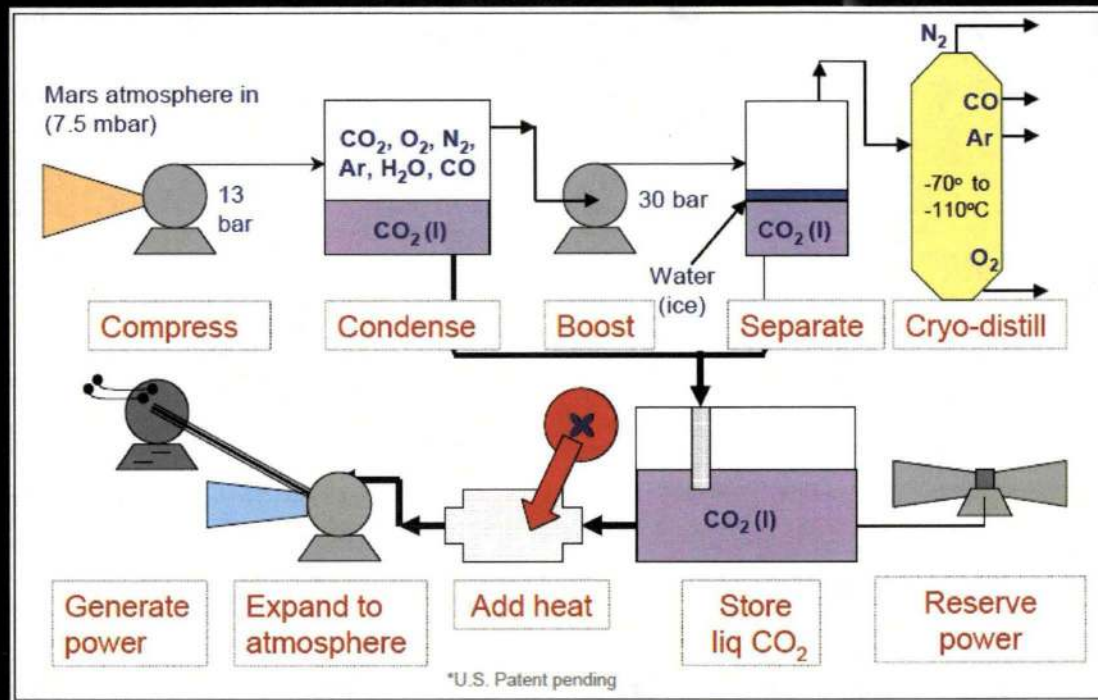 Mars atmosphere in
(7.5 mbar)
13
bar
CO₂, O₂, N₂,
Ar, H₂O, CO
CO₂ (l)
30 bar
Water
(ice)
CO₂ (l)
N₂
CO
Ar
-70° to
-110°C
O₂
Compress
Condense
Boost
Separate
Cryo-distill
CO₂ (l)
Generate
power
Expand to
atmosphere
Add heat
Store
liq CO₂
Reserve
power
*U.S. Patent pending